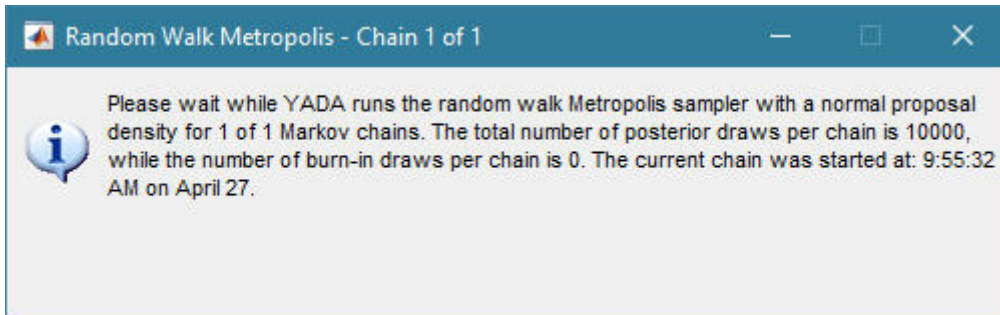 Random Walk Metropolis - Chain 1 of 1
Please wait while YADA runs the random walk Metropolis sampler with a normal proposal
density for 1 of 1 Markov chains. The total number of posterior draws per chain is 10000,
while the number of burn-in draws per chain is 0. The current chain was started at: 9:55:32
AM on April 27.